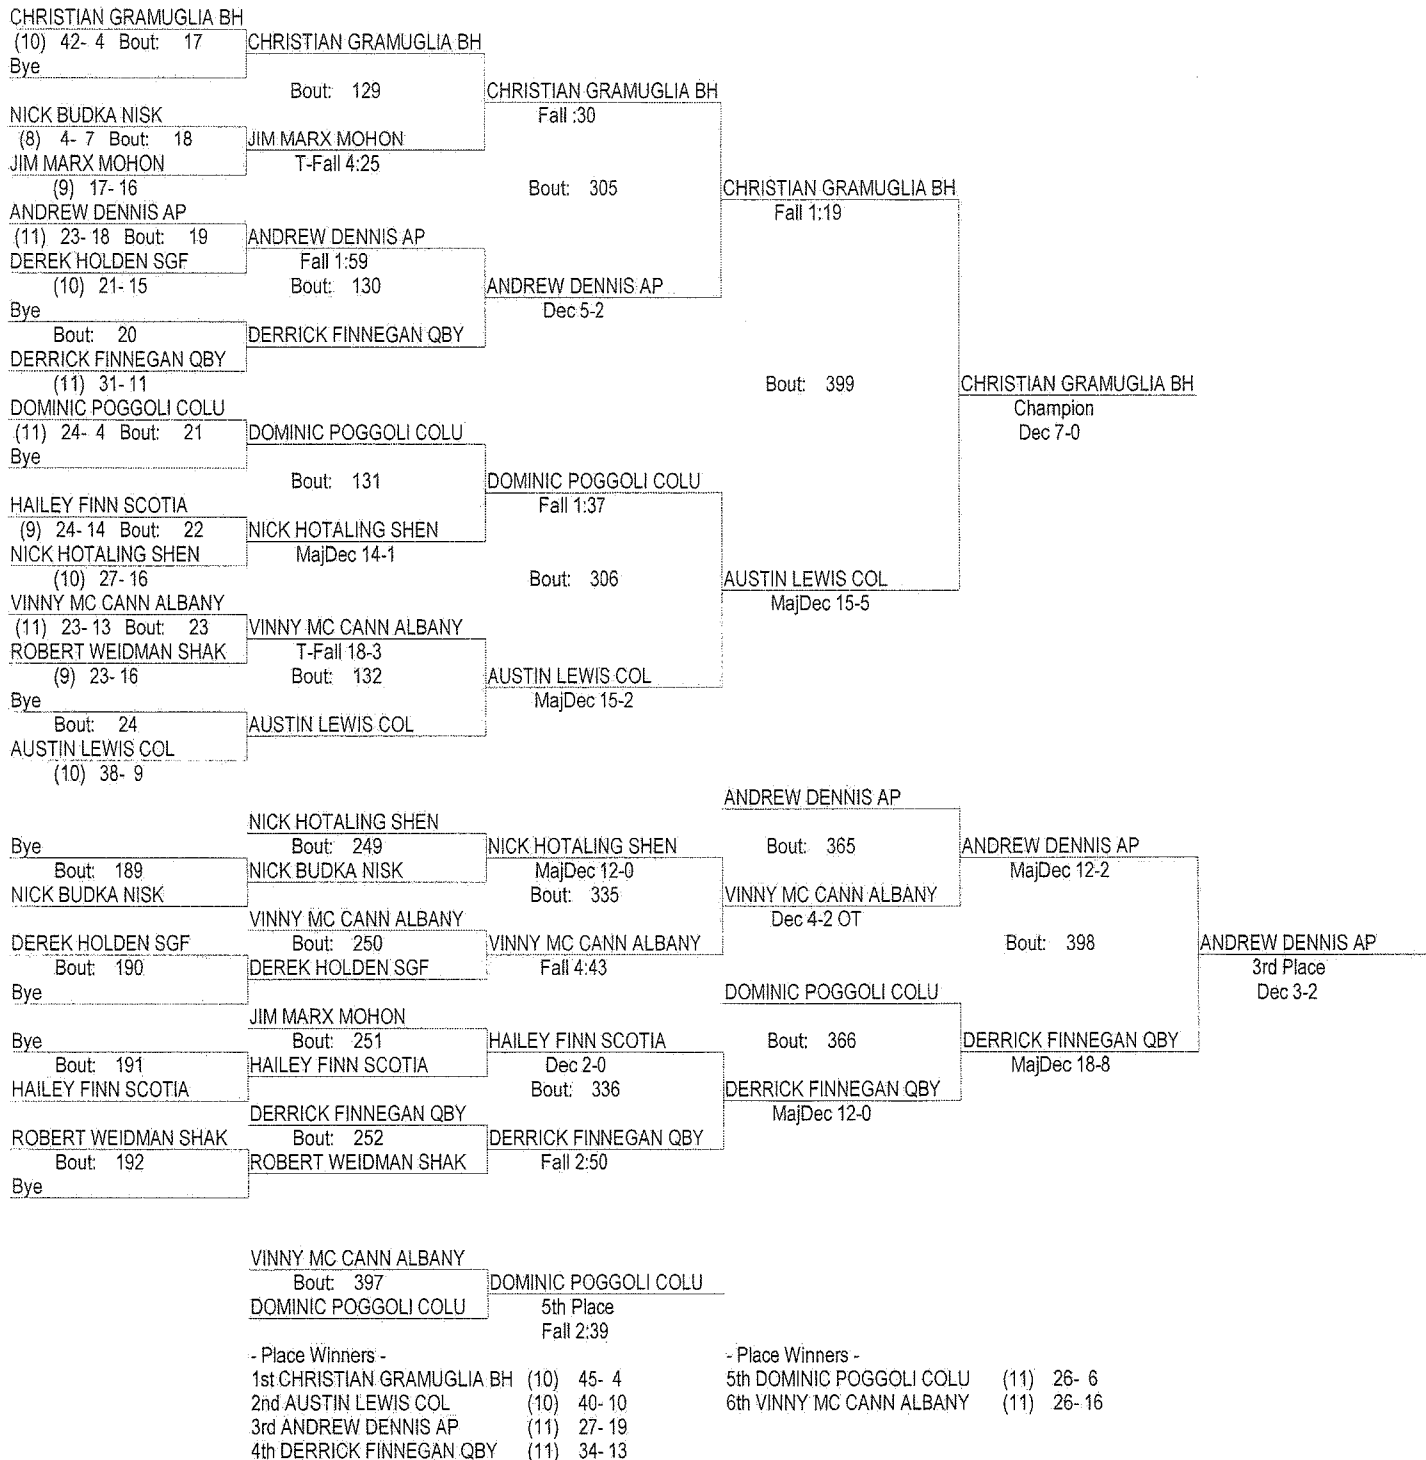 CHRISTIAN GRAMUGLIA BH
(10) 42- 4 Bout: 17
Bye
CHRISTIAN GRAMUGLIA BH
Bout: 129
NICK BUDKA NISK
(8) 4- 7 Bout: 18
JIM MARX MOHON
(9) 17- 16
JIM MARX MOHON
T-Fall 4:25
CHRISTIAN GRAMUGLIA BH
Fall :30
Bout: 305
ANDREW DENNIS AP
(11) 23- 18 Bout: 19
DEREK HOLDEN SGF
(10) 21- 15
ANDREW DENNIS AP
Fall 1:59
Bout: 130
Bye
Bout: 20
DERRICK FINNEGAN QBY
(11) 31- 11
DERRICK FINNEGAN QBY
ANDREW DENNIS AP
Dec 5-2
CHRISTIAN GRAMUGLIA BH
Fall 1:19
Bout: 399
CHRISTIAN GRAMUGLIA BH
Champion
Dec 7-0
DOMINIC POGGOLI COLU
(11) 24- 4 Bout: 21
Bye
DOMINIC POGGOLI COLU
Bout: 131
HAILEY FINN SCOTIA
(9) 24- 14 Bout: 22
NICK HOTALING SHEN
(10) 27- 16
NICK HOTALING SHEN
MajDec 14-1
DOMINIC POGGOLI COLU
Fall 1:37
Bout: 306
VINNY MC CANN ALBANY
(11) 23- 13 Bout: 23
ROBERT WEIDMAN SHAK
(9) 23- 16
VINNY MC CANN ALBANY
T-Fall 18-3
Bout: 132
Bye
Bout: 24
AUSTIN LEWIS COL
(10) 38- 9
AUSTIN LEWIS COL
AUSTIN LEWIS COL
MajDec 15-2
AUSTIN LEWIS COL
MajDec 15-5
Bye
Bout: 189
NICK BUDKA NISK
NICK HOTALING SHEN
Bout: 249
NICK BUDKA NISK
NICK HOTALING SHEN
MajDec 12-0
Bout: 335
DEREK HOLDEN SGF
Bout: 190
Bye
VINNY MC CANN ALBANY
Bout: 250
DEREK HOLDEN SGF
VINNY MC CANN ALBANY
Fall 4:43
ANDREW DENNIS AP
Bout: 365
VINNY MC CANN ALBANY
Dec 4-2 OT
ANDREW DENNIS AP
MajDec 12-2
Bout: 398
ANDREW DENNIS AP
3rd Place
Dec 3-2
Bye
Bout: 191
HAILEY FINN SCOTIA
JIM MARX MOHON
Bout: 251
HAILEY FINN SCOTIA
HAILEY FINN SCOTIA
Dec 2-0
Bout: 336
ROBERT WEIDMAN SHAK
Bout: 192
Bye
DERRICK FINNEGAN QBY
Bout: 252
ROBERT WEIDMAN SHAK
DERRICK FINNEGAN QBY
Fall 2:50
DOMINIC POGGOLI COLU
Bout: 366
DERRICK FINNEGAN QBY
MajDec 12-0
DERRICK FINNEGAN QBY
MajDec 18-8
VINNY MC CANN ALBANY
Bout: 397
DOMINIC POGGOLI COLU
DOMINIC POGGOLI COLU
5th Place
Fall 2:39
- Place Winners -
1st CHRISTIAN GRAMUGLIA BH (10) 45- 4
2nd AUSTIN LEWIS COL (10) 40- 10
3rd ANDREW DENNIS AP (11) 27- 19
4th DERRICK FINNEGAN QBY (11) 34- 13
- Place Winners -
5th DOMINIC POGGOLI COLU (11) 26- 6
6th VINNY MC CANN ALBANY (11) 26- 16